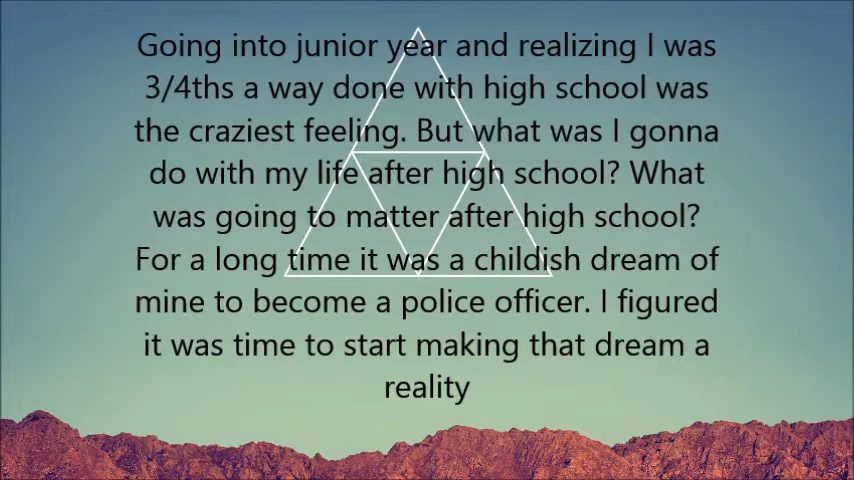 Going into junior year and realizing I was
3/4ths a way done with high school was
the craziest feeling. But what was I gonna
do with my life after high school? What
was going to matter after high school?
For a long time it was a childish dream of
mine to become a police officer. I figured
it was time to start making that dream a
reality